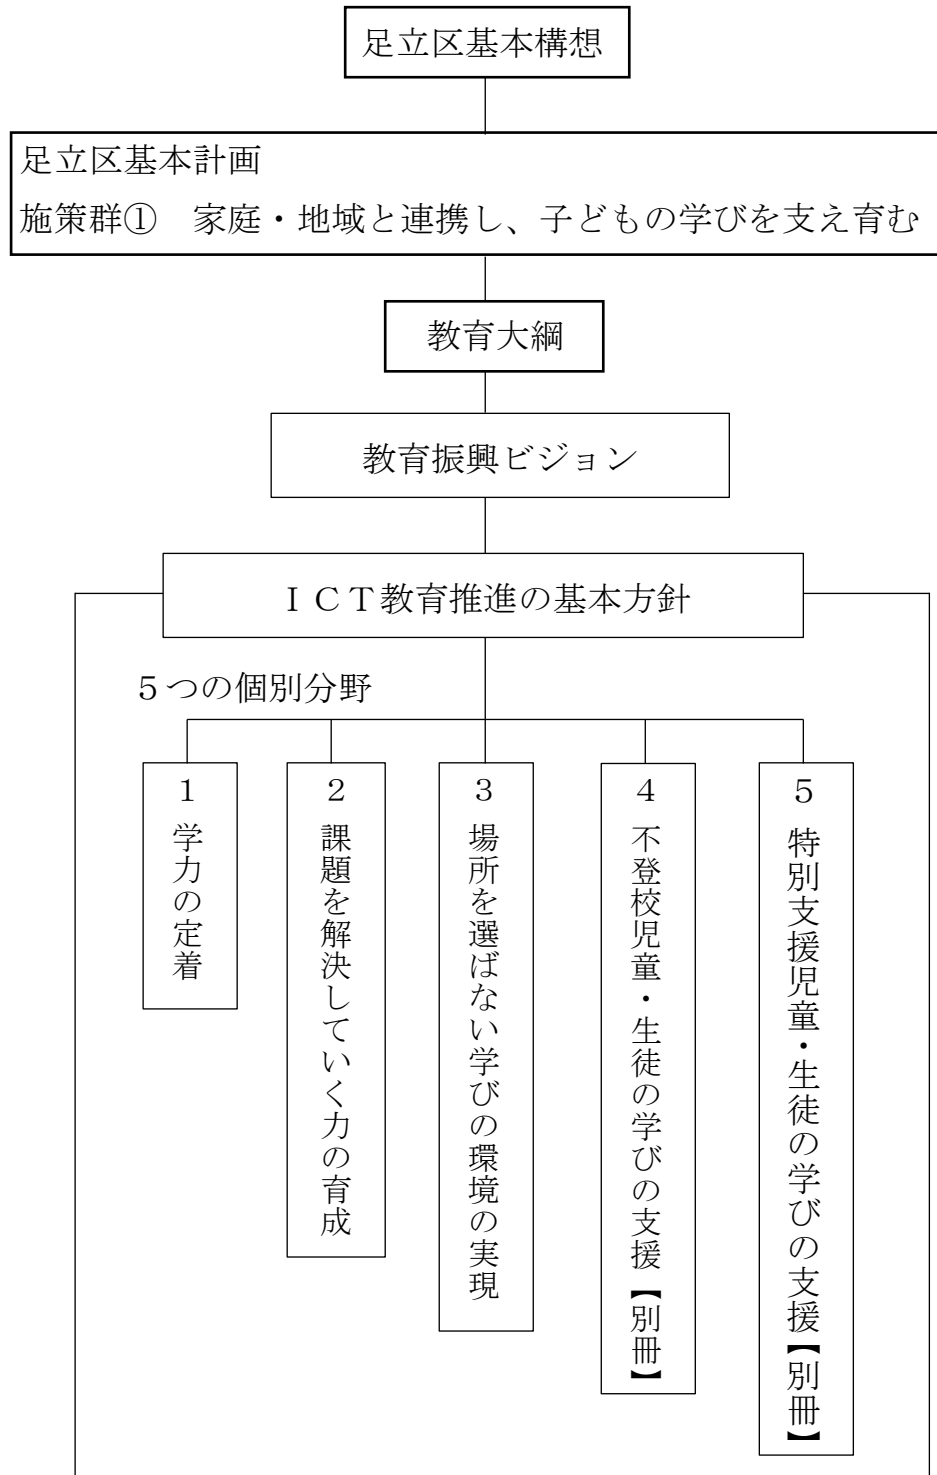 足立区基本構想
足立区基本計画
施策群①　家庭・地域と連携し、子どもの学びを支え育む
教育大綱
教育振興ビジョン
ＩＣＴ教育推進の基本方針
５つの個別分野
１　学力の定着
２　課題を解決していく力の育成
３　場所を選ばない学びの環境の実現
４　不登校児童・生徒の学びの支援【別冊】
５　特別支援児童・生徒の学びの支援【別冊】